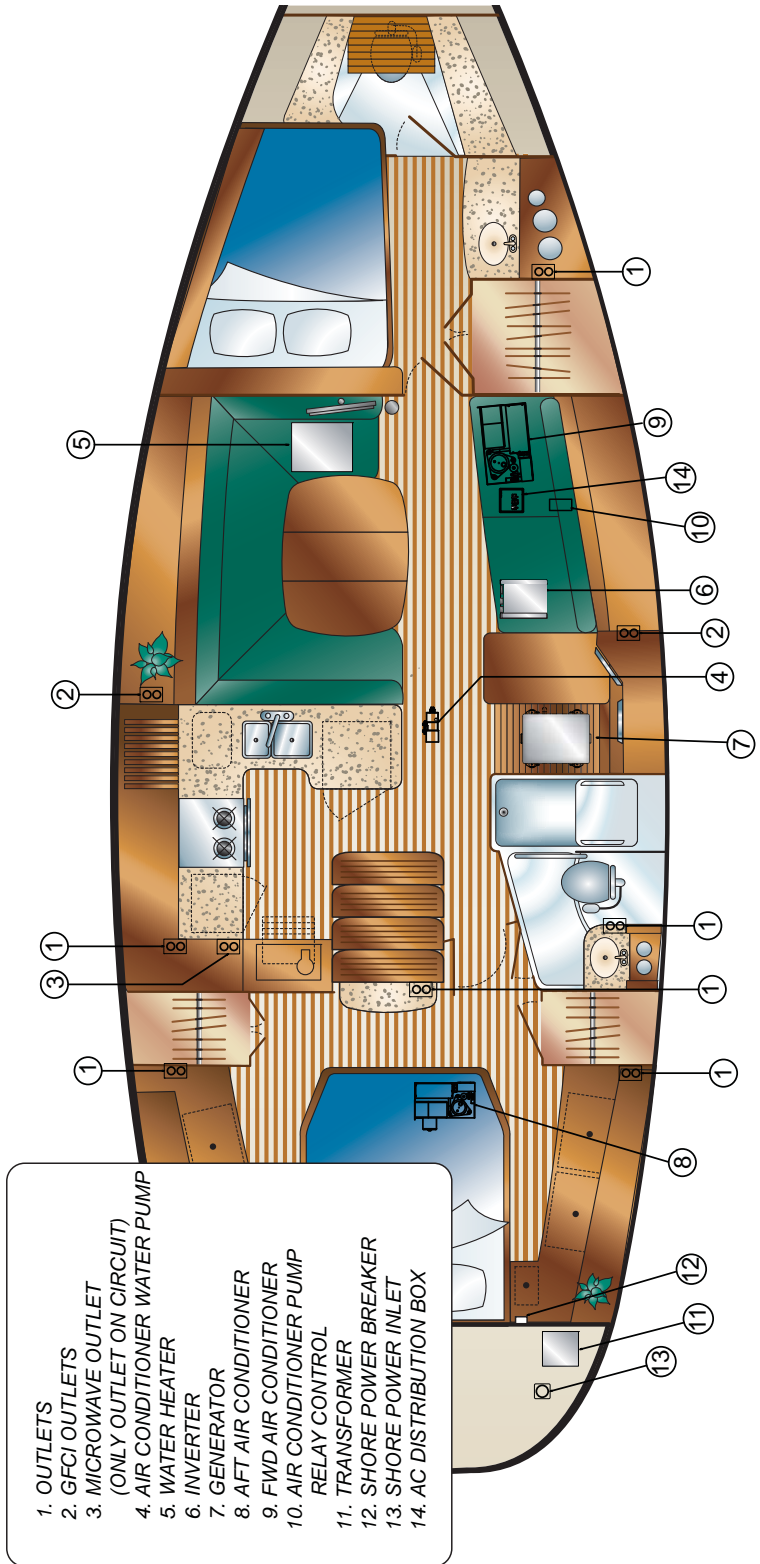 1. OUTLETS
2. GFCI OUTLETS
3. MICROWAVE OUTLET
(ONLY OUTLET ON CIRCUIT)
4. AIR CONDITIONER WATER PUMP
5. WATER HEATER
6. INVERTER
7. GENERATOR
8. AFT AIR CONDITIONER
9. FWD AIR CONDITIONER
10. AIR CONDITIONER PUMP
RELAY CONTROL
11. TRANSFORMER
12. SHORE POWER BREAKER
13. SHORE POWER INLET
14. AC DISTRIBUTION BOX
1
3
1
2
5
13
11
12
8
1
1
1
7
4
2
6
10
14
9
1